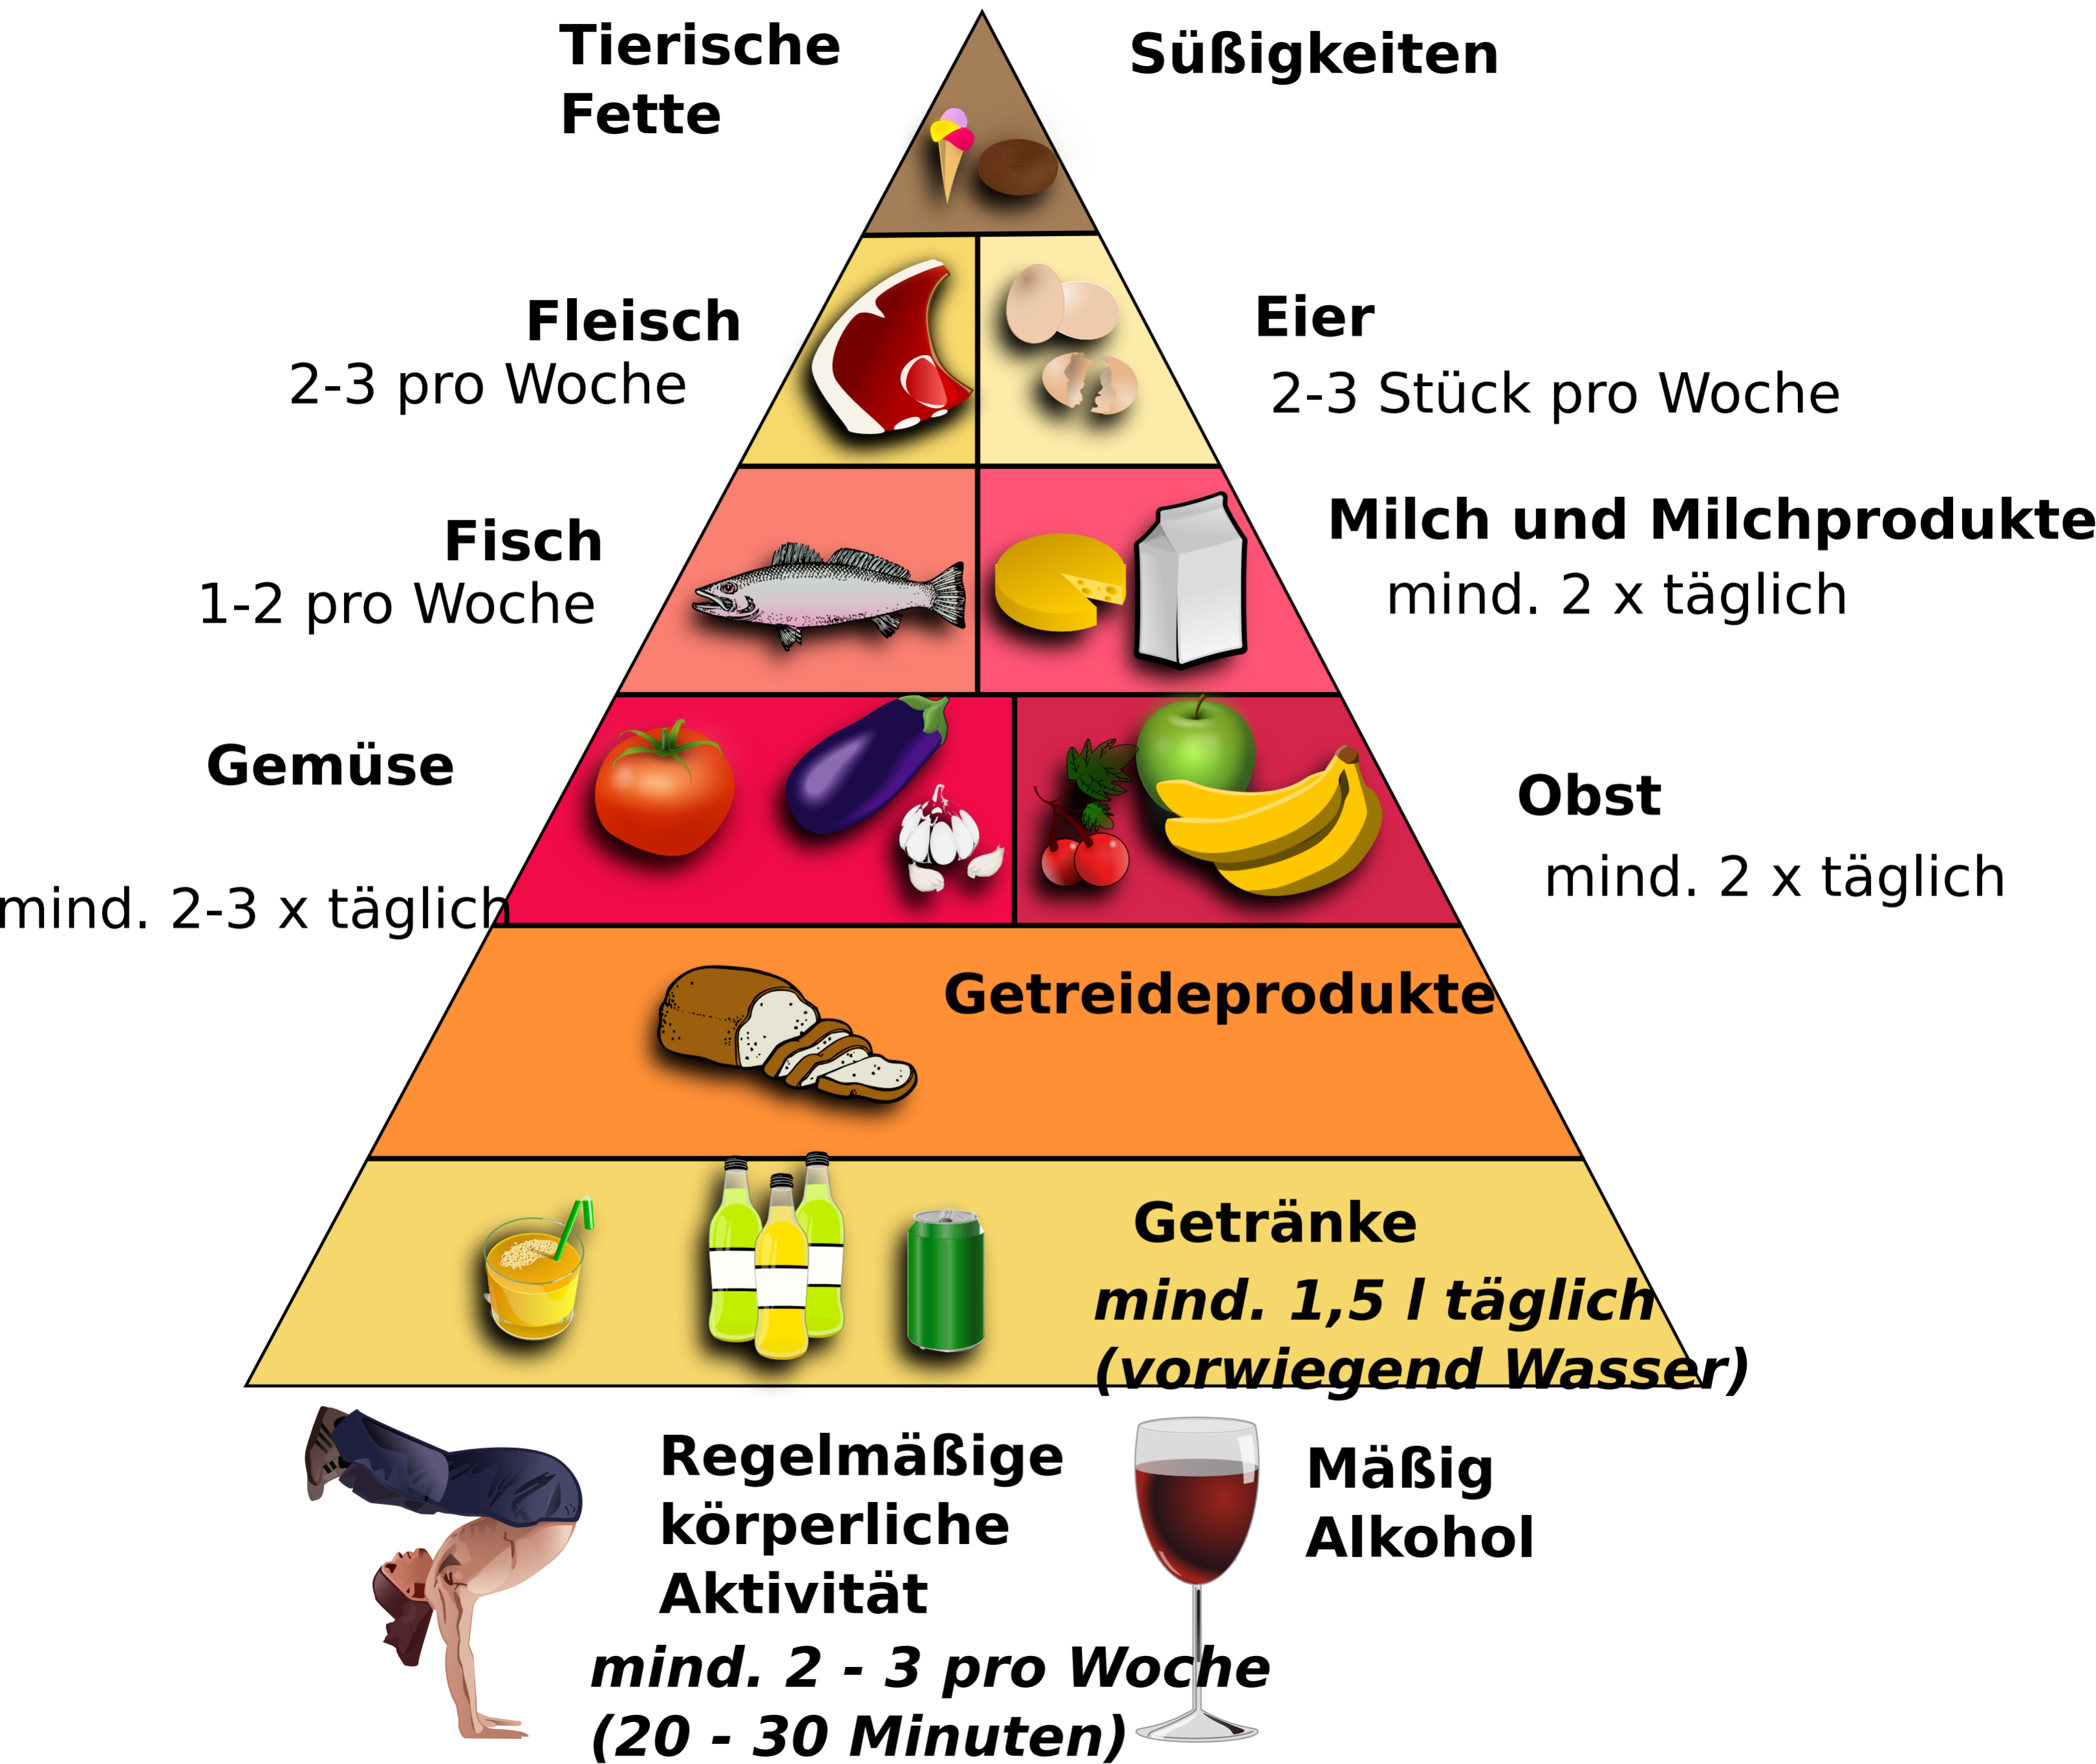 Tierische
Fette
Süßigkeiten
Fleisch
2-3 pro Woche
Eier
2-3 Stück pro Woche
Fisch
1-2 pro Woche
Milch und Milchprodukte
mind. 2 x täglich
Gemüse
mind. 2-3 x täglich
Obst
mind. 2 x täglich
Getreideprodukte
Getränke
mind. 1,5 l täglich
(vorwiegend Wasser)
Regelmäßige
körperliche
Aktivität
mind. 2 - 3 pro Woche
(20 - 30 Minuten)
Mäßig
Alkohol